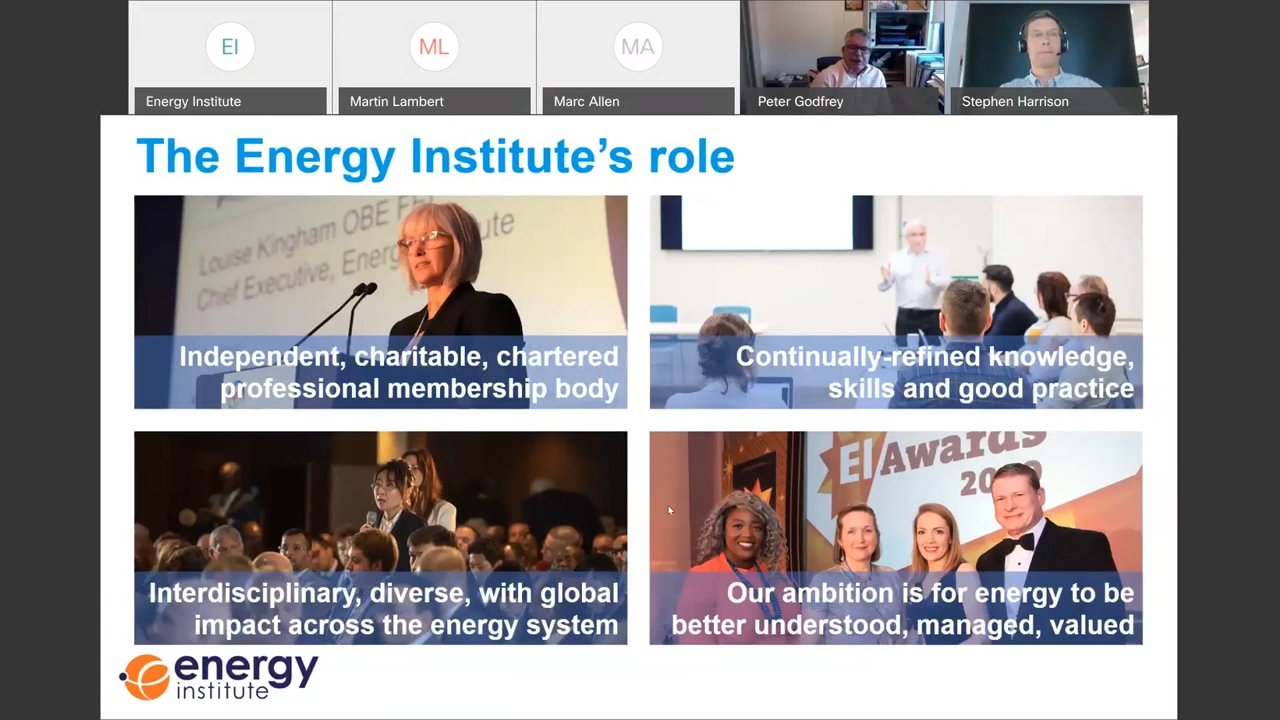 EI
ML
MA
Energy Institute
Martin Lambert
Marc Allen
Peter Godfrey
Stephen Harrison
The Energy Institute’s role
Louise Kingham OBE
Chief Executive,
Independent, charitable, chartered
professional membership body
Continually-refined knowledge,
skills and good practice
EI Awards
Interdisciplinary, diverse, with global
impact across the energy system
Our ambition is for energy to be
better understood, managed, valued
energy
institute